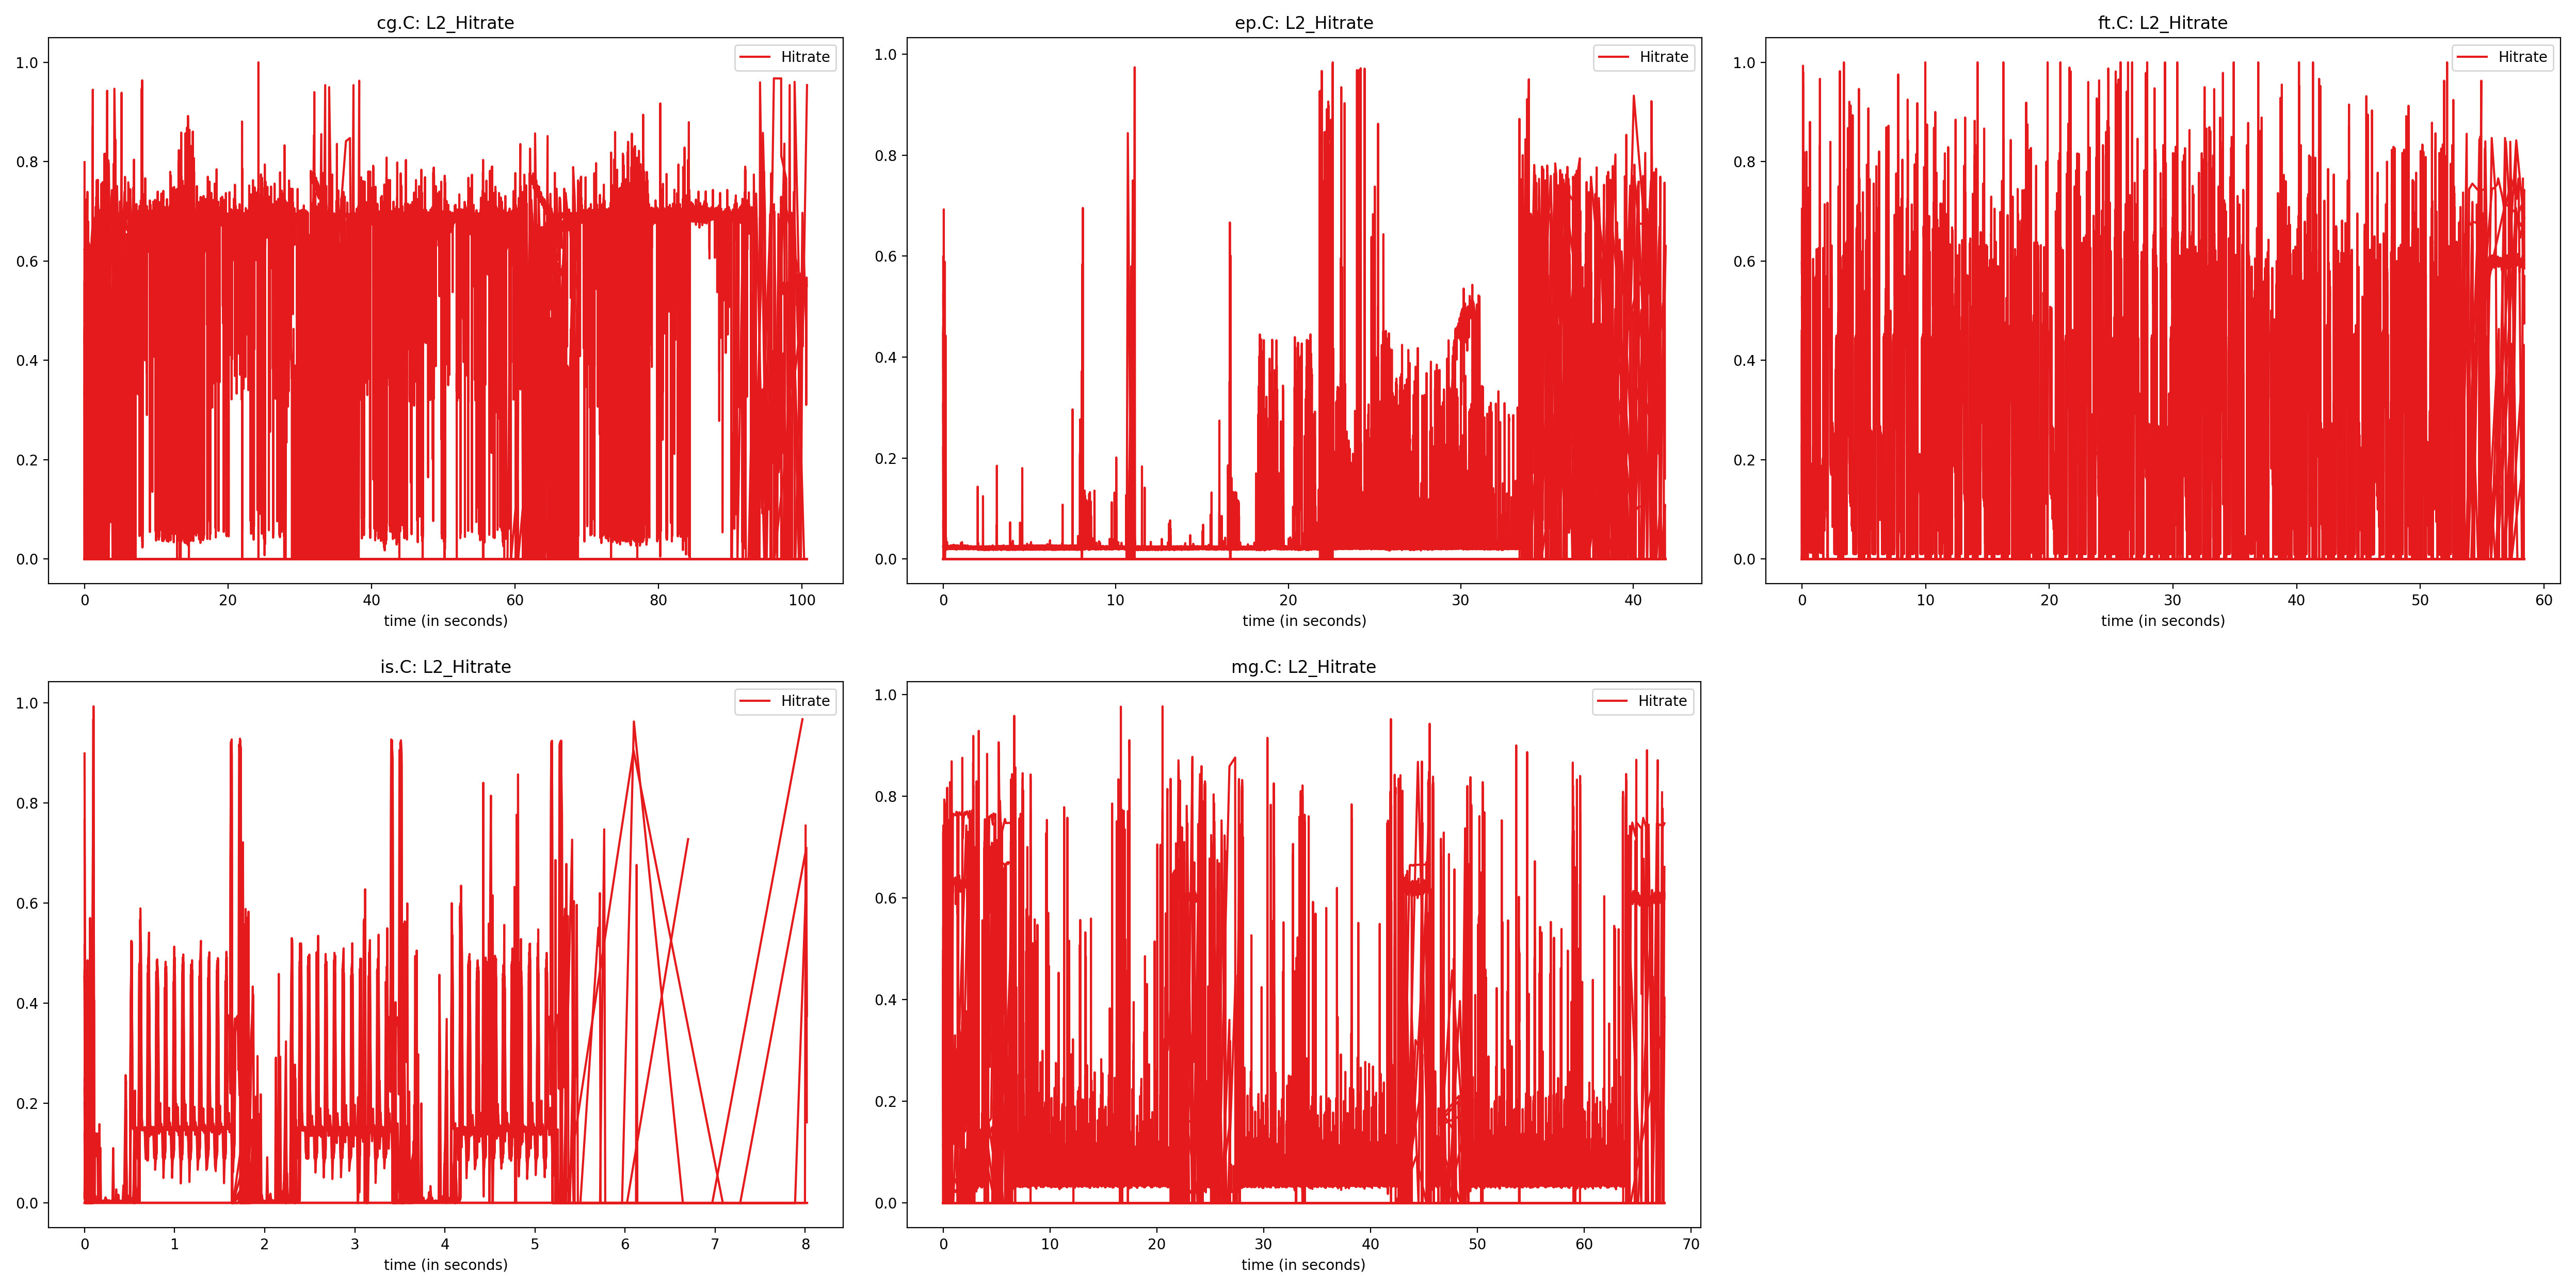 cg.C: L2_Hitrate
Hitrate
1.0
0.8
0.6
0.4
0.2
0.0
0 20 40 60 80 100
time (in seconds)
ep.C: L2_Hitrate
Hitrate
1.0
0.8
0.6
0.4
0.2
0.0
0 10 20 30 40
time (in seconds)
ft.C: L2_Hitrate
Hitrate
1.0
0.8
0.6
0.4
0.2
0.0
0 10 20 30 40 50 60
time (in seconds)
is.C: L2_Hitrate
Hitrate
1.0
0.8
0.6
0.4
0.2
0.0
0 1 2 3 4 5 6 7 8
time (in seconds)
mg.C: L2_Hitrate
Hitrate
1.0
0.8
0.6
0.4
0.2
0.0
0 10 20 30 40 50 60 70
time (in seconds)